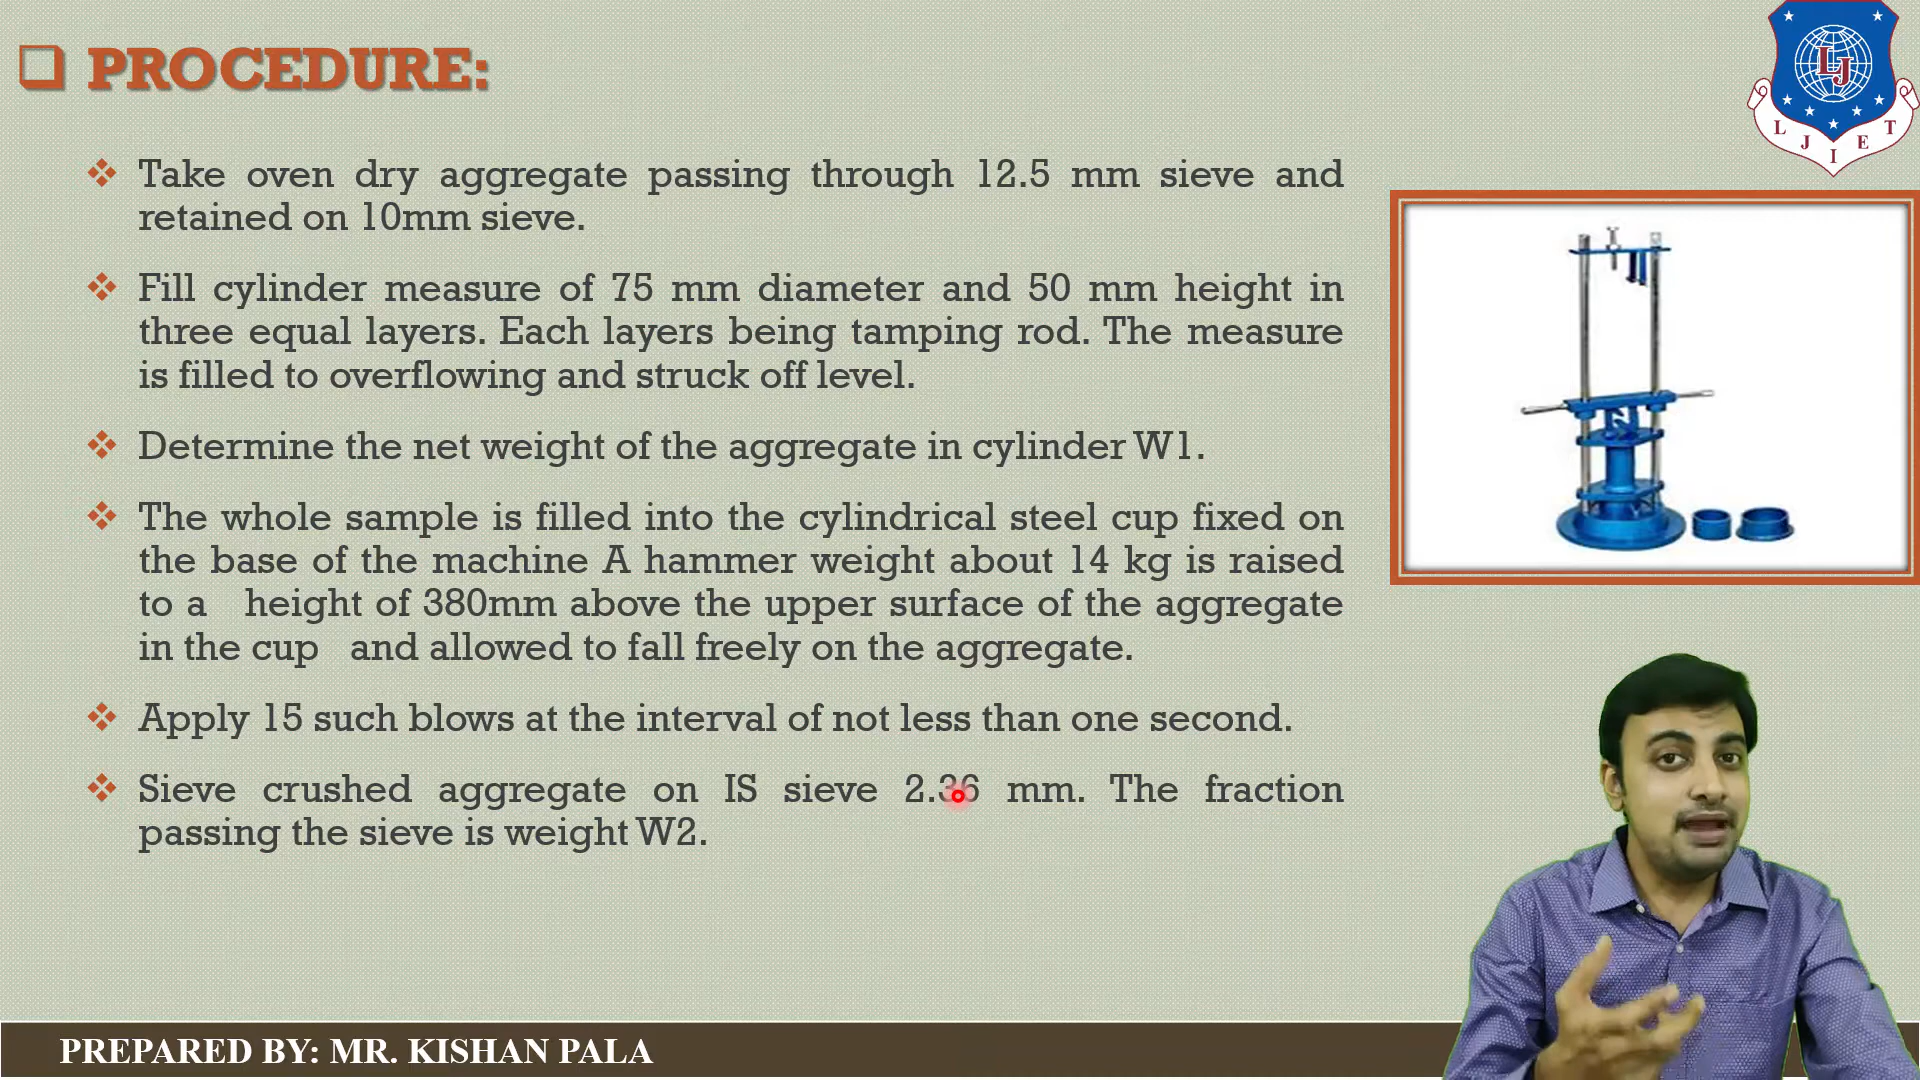 PROCEDURE:
Take oven dry aggregate passing through 12.5 mm sieve and
retained on 10mm sieve.
Fill cylinder measure of 75 mm diameter and 50 mm height in
three equal layers. Each layers being tamping rod. The measure
is filled to overflowing and struck off level.
Determine the net weight of the aggregate in cylinder W1.
The whole sample is filled into the cylindrical steel cup fixed on
the base of the machine A hammer weight about 14 kg is raised
to a height of 380mm above the upper surface of the aggregate
in the cup and allowed to fall freely on the aggregate.
Apply 15 such blows at the interval of not less than one second.
Sieve crushed aggregate on IS sieve 2.36 mm. The fraction
passing the sieve is weight W2.
LJ
L J I E T
PREPARED BY: MR. KISHAN PALA